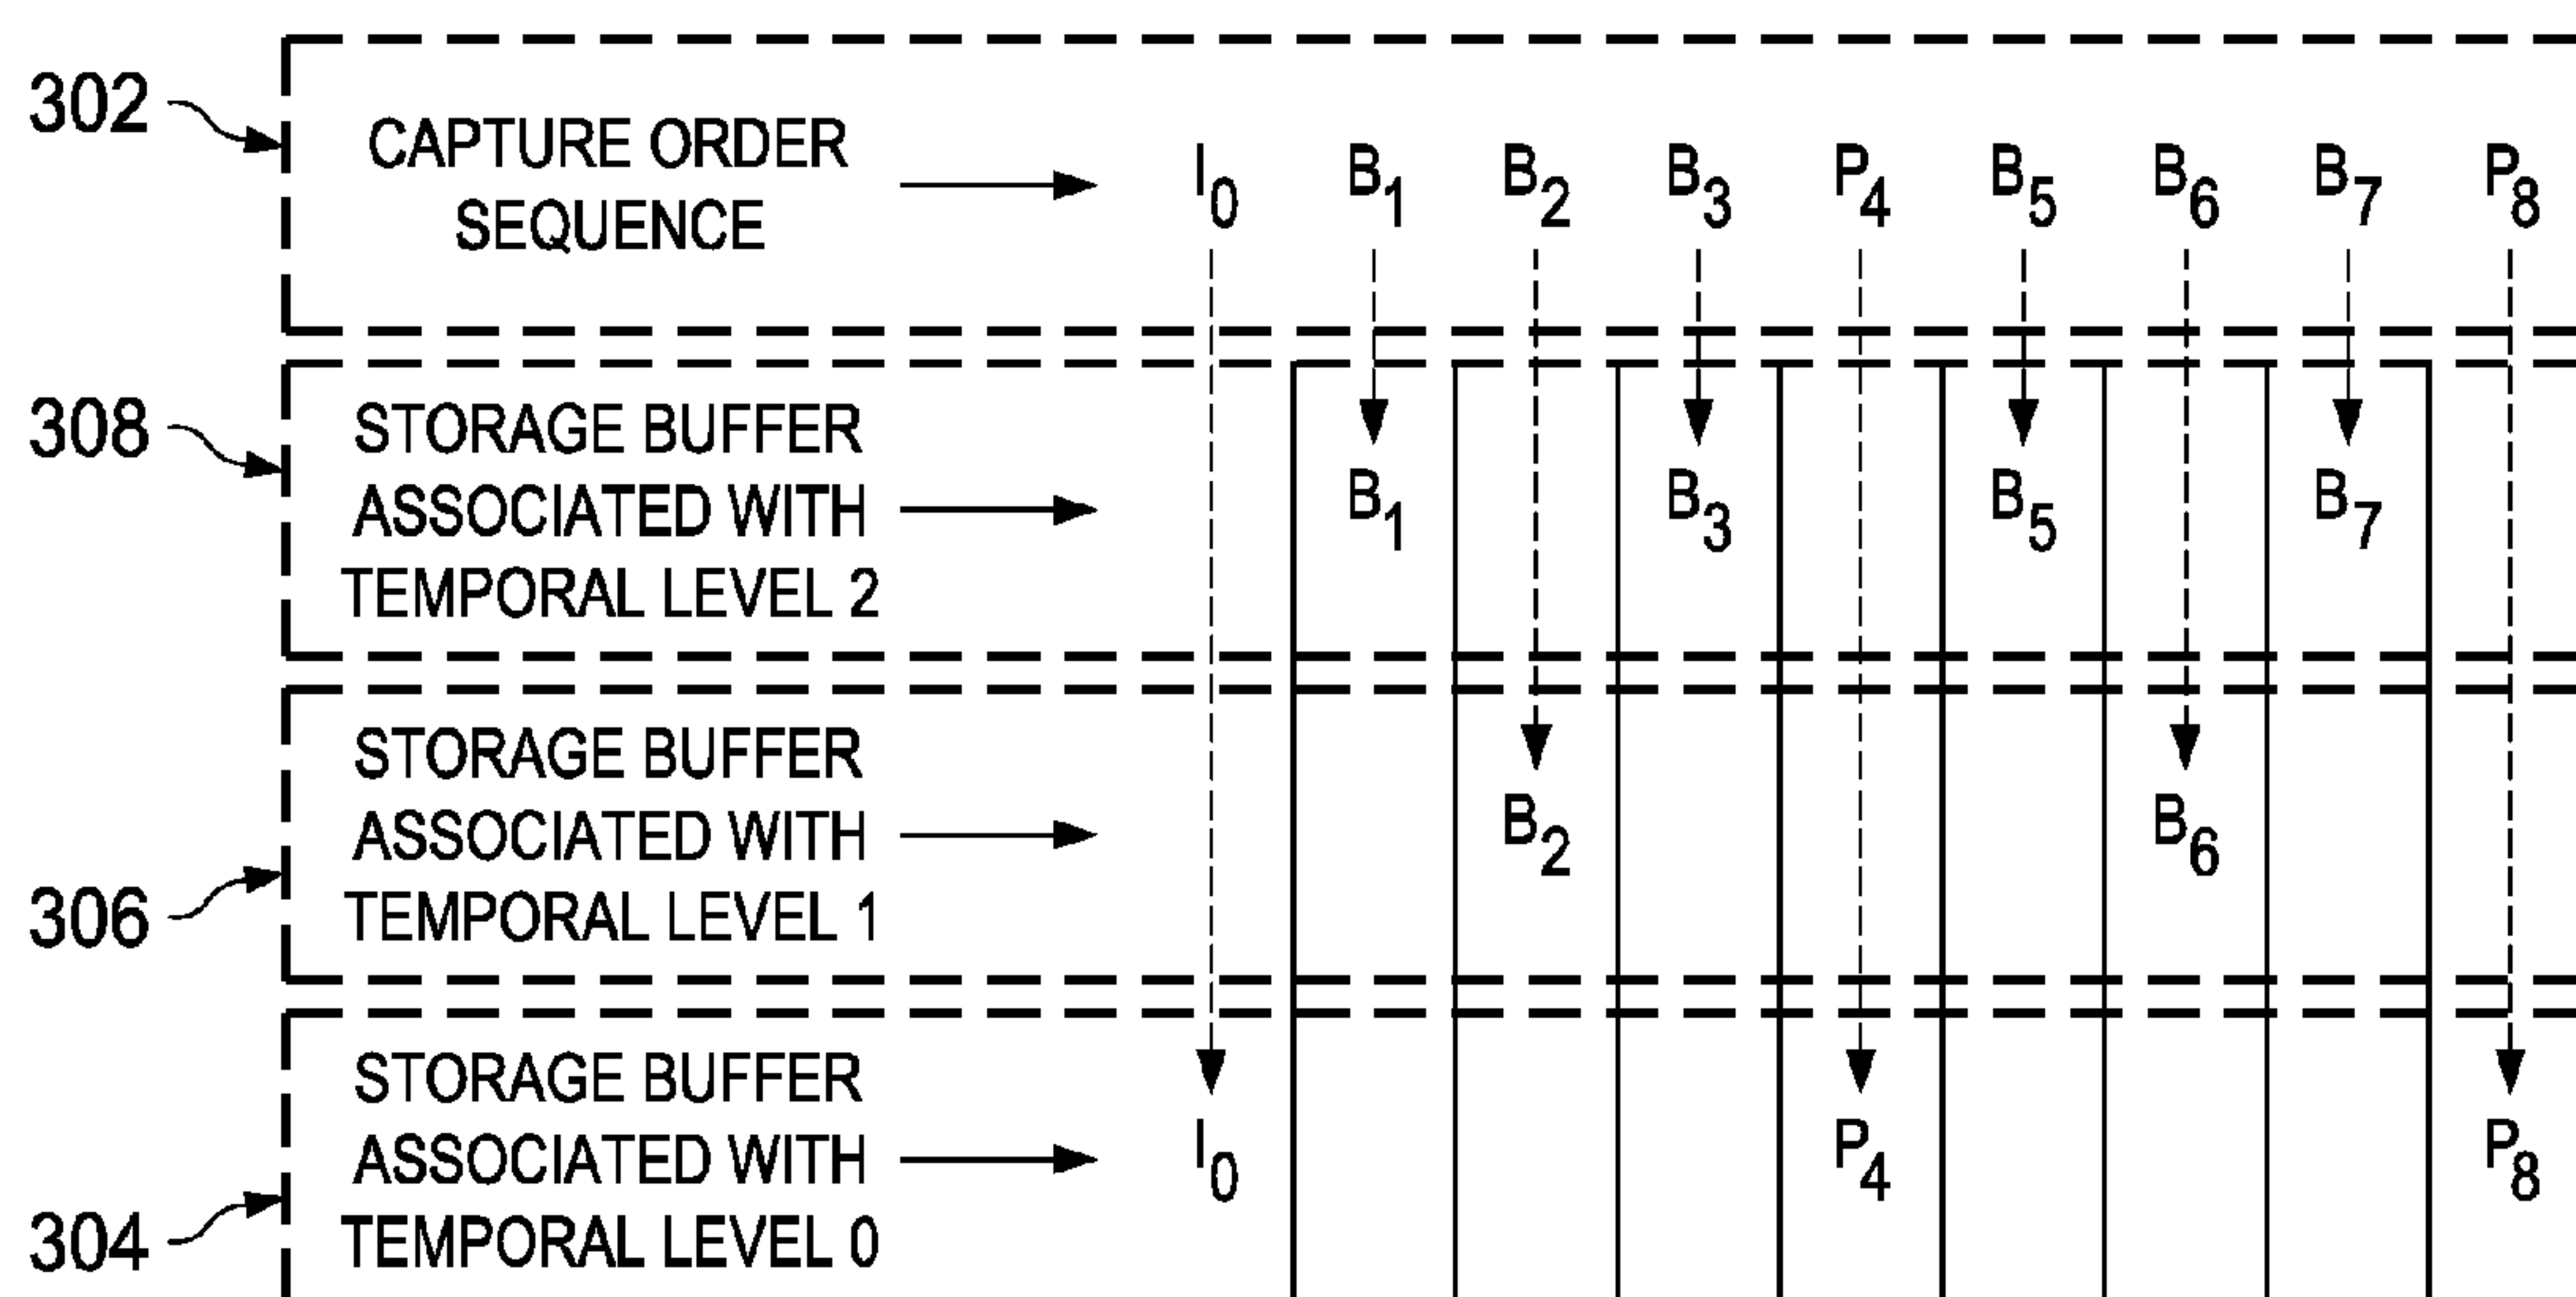 302
CAPTURE ORDER
SEQUENCE
I0 B1 B2 B3 P4 B5 B6 B7 P8
308
STORAGE BUFFER
ASSOCIATED WITH
TEMPORAL LEVEL 2
B1 B3 B5 B7
306
STORAGE BUFFER
ASSOCIATED WITH
TEMPORAL LEVEL 1
B2 B6
304
STORAGE BUFFER
ASSOCIATED WITH
TEMPORAL LEVEL 0
I0 P4 P8